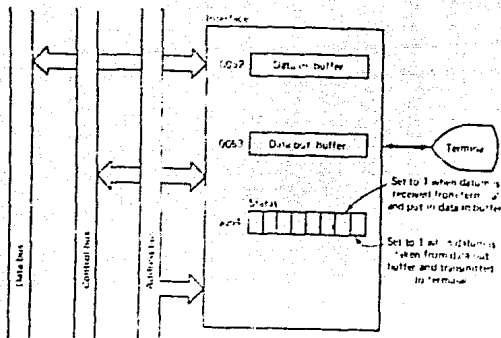 Interface
Data in buffer
0053
Data out buffer
Terminal
Status
Set to 1 when datum is
received from
and put in data in buffer
Set to 1 when datum is
taken from data out
buffer and transmitted
to terminal
Data bus
Control bus
Address bus